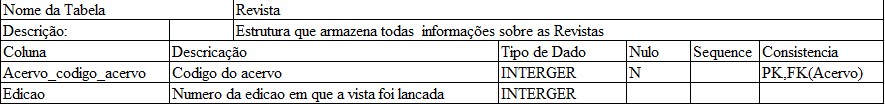 Nome da Tabela Revista
Descrição: Estrutura que armazena todas informações sobre as Revistas
Coluna Descricação Tipo de Dado Nulo Sequence Consistencia
Acervo_codigo_acervo Codigo do acervo INTERGER N PK,FK(Acervo)
Edicao Numero da edicao em que a vista foi lancada INTERGER